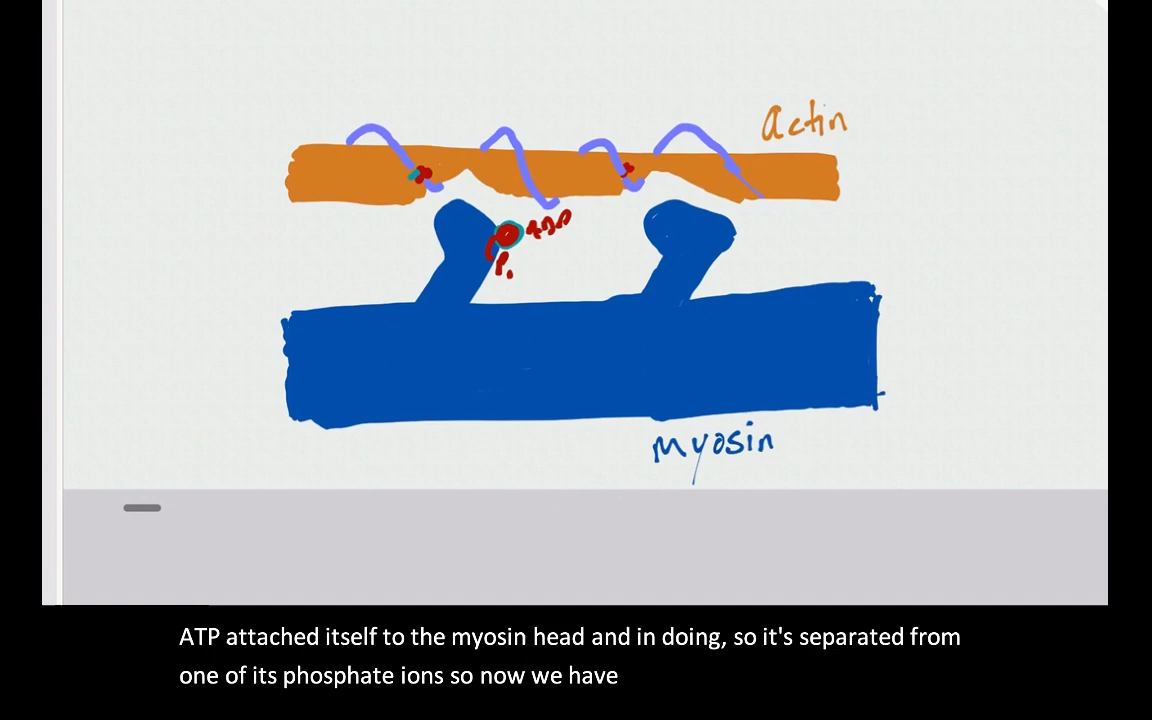 actin
ADP
P.
myosin
ATP attached itself to the myosin head and in doing, so it's separated from
one of its phosphate ions so now we have